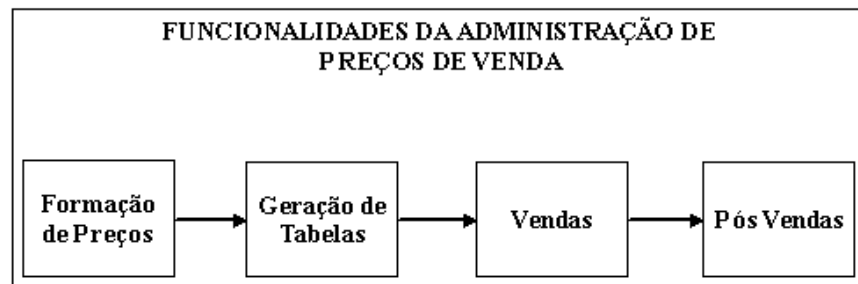 FUNCIONALIDADES DA ADMINISTRAÇÃO DE
PREÇOS DE VENDA
Formação
de Preços
Geração de
Tabelas
Vendas
Pós Vendas